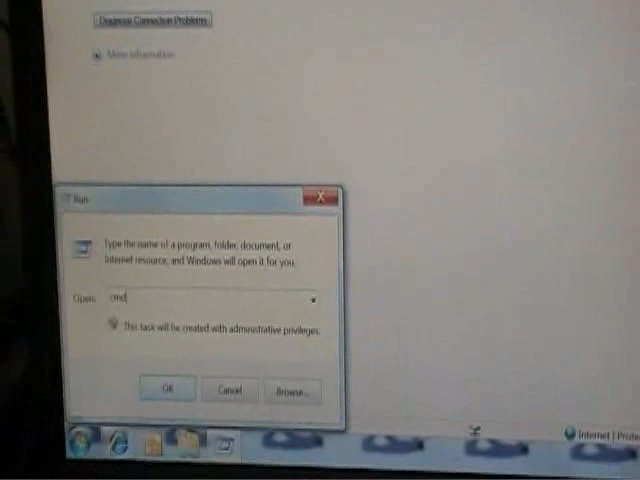 Diagnose Connection Problems
More information
Run
X
Type the name of a program, folder, document, or
Internet resource, and Windows will open it for you.
Open: cmd
This task will be created with administrative privileges.
OK Cancel Browse...
Internet | Prote